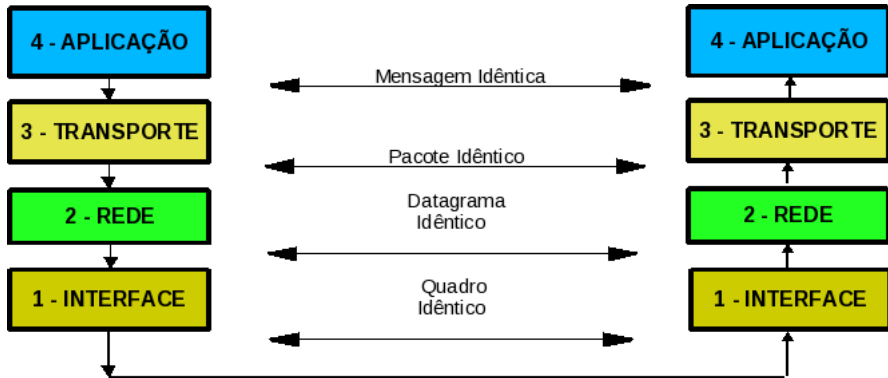 4 - APLICAÇÃO
4 - APLICAÇÃO
Mensagem Idêntica
3 - TRANSPORTE
3 - TRANSPORTE
Pacote Idêntico
2 - REDE
Datagrama
Idêntico
2 - REDE
1 - INTERFACE
Quadro
Idêntico
1 - INTERFACE